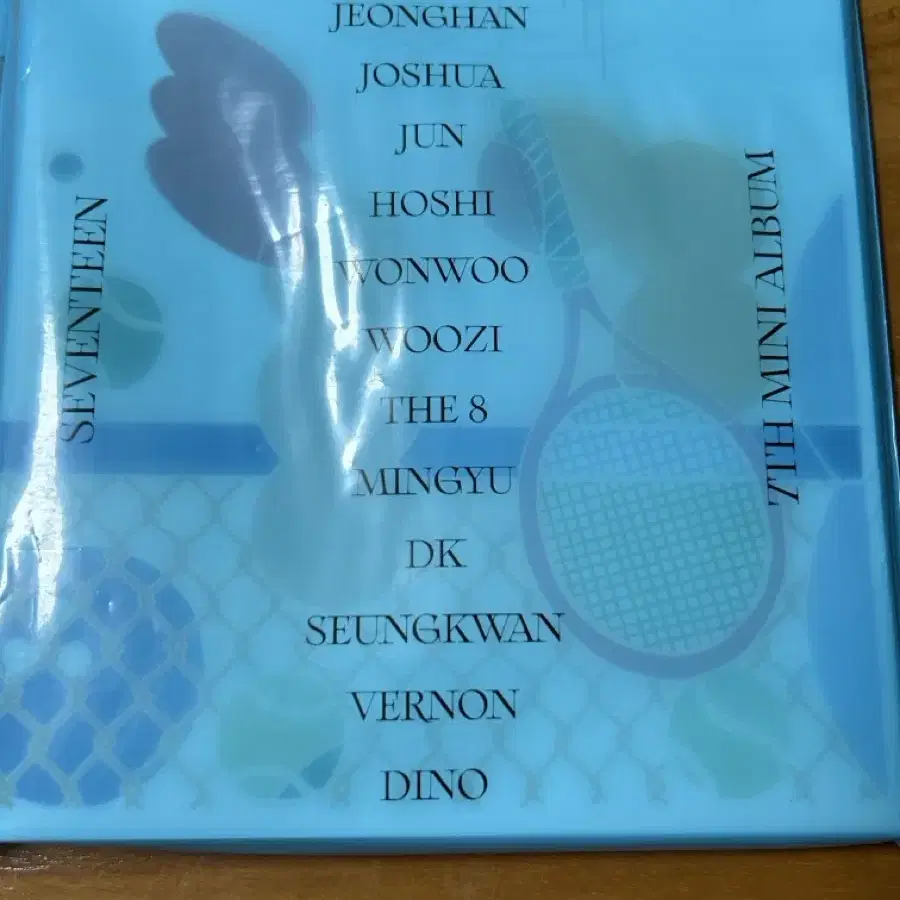 JEONGHAN
JOSHUA
JUN
HOSHI
WONWOO
WOOZI
THE 8
MINGYU
DK
SEUNGKWAN
VERNON
DINO
SEVENTEEN
7TH MINI ALBUM